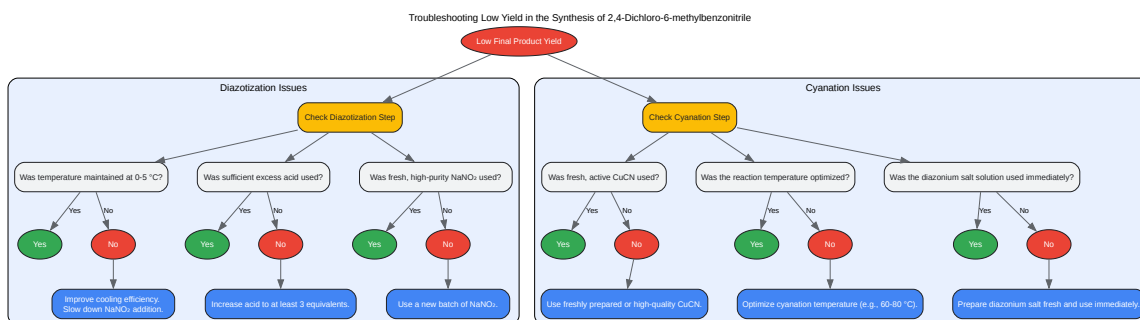 Troubleshooting Low Yield in the Synthesis of 2,4-Dichloro-6-methylbenzonitrile
Low Final Product Yield
Diazotization Issues
Cyanation Issues
Check Diazotization Step
Check Cyanation Step
Was temperature maintained at 0-5 °C?
Was sufficient excess acid used?
Was fresh, high-purity NaNO₂ used?
Was fresh, active CuCN used?
Was the reaction temperature optimized?
Was the diazonium salt solution used immediately?
Yes
No
Yes
No
Yes
No
Yes
No
Yes
No
Yes
No
Yes
No
Yes
No
Yes
No
Yes
No
Yes
No
Yes
No
Improve cooling efficiency.
Slow down NaNO₂ addition.
Increase acid to at least 3 equivalents.
Use a new batch of NaNO₂.
Use freshly prepared or high-quality CuCN.
Optimize cyanation temperature (e.g., 60-80 °C).
Prepare diazonium salt fresh and use immediately.